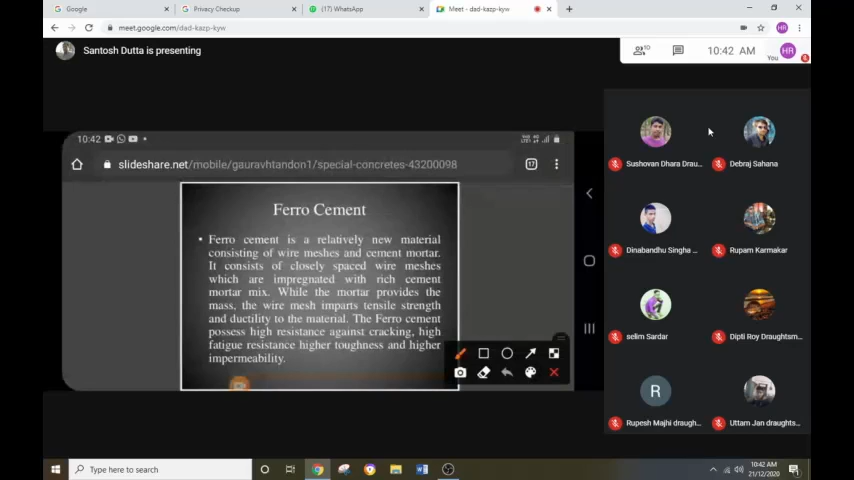 Google
Privacy Checkup
(17) WhatsApp
Meet - dad-kazp-kyw
meet.google.com/dad-kazp-kyw
HR
Santosh Dutta is presenting
10
10:42 AM
You
HR
10:42
slideshare.net/mobile/gauravhtandon1/special-concretes-43200098
17
Ferro Cement
• Ferro cement is a relatively new material
consisting of wire meshes and cement mortar.
It consists of closely spaced wire meshes
which are impregnated with rich cement
mortar mix. While the mortar provides the
mass, the wire mesh imparts tensile strength
and ductility to the material. The Ferro cement
possess high resistance against cracking, high
fatigue resistance higher toughness and higher
impermeability.
Sushovan Dhara Drau...
Debraj Sahana
Dinabandhu Singha ...
Rupam Karmakar
selim Sardar
Dipti Roy Draughtsm...
R
Rupesh Majhi draugh...
Uttam Jan draughts...
Type here to search
10:42 AM
21/12/2020